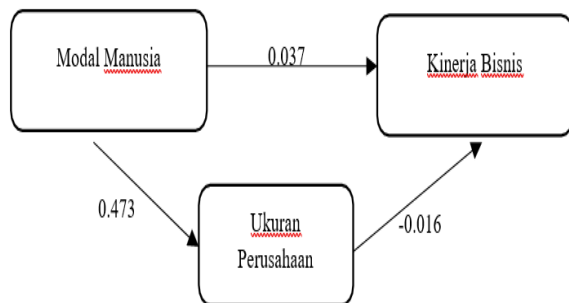 Modal Manusia
0.037
Kinerja Bisnis
0.473
Ukuran
Perusahaan
-0.016